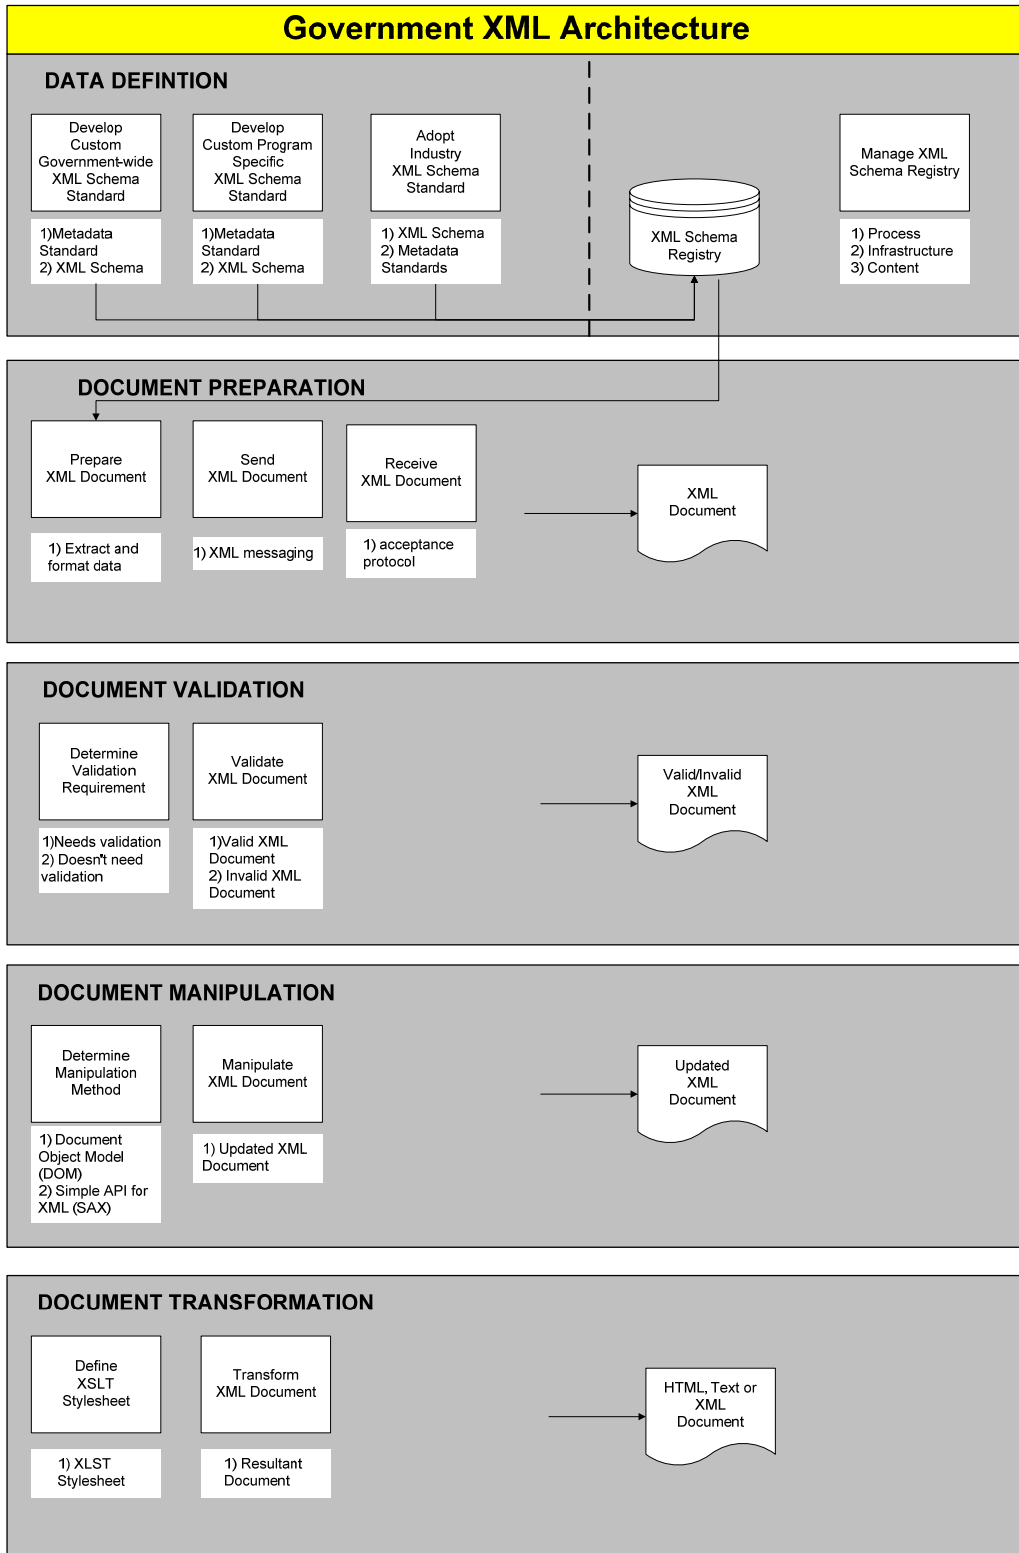 Government XML Architecture
DATA DEFINTION
Develop
Custom
Government-wide
XML Schema
Standard
1)Metadata
Standard
2) XML Schema
Develop
Custom Program
Specific
XML Schema
Standard
1)Metadata
Standard
2) XML Schema
Adopt
Industry
XML Schema
Standard
1) XML Schema
2) Metadata
Standards
XML Schema
Registry
Manage XML
Schema Registry
1) Process
2) Infrastructure
3) Content
DOCUMENT PREPARATION
Prepare
XML Document
1) Extract and
format data
Send
XML Document
1) XML messaging
Receive
XML Document
1) acceptance
protocol
XML
Document
DOCUMENT VALIDATION
Determine
Validation
Requirement
1)Needs validation
2) Doesn't need
validation
Validate
XML Document
1)Valid XML
Document
2) Invalid XML
Document
Valid/Invalid
XML
Document
DOCUMENT MANIPULATION
Determine
Manipulation
Method
1) Document
Object Model
(DOM)
2) Simple API for
XML (SAX)
Manipulate
XML Document
1) Updated XML
Document
Updated
XML
Document
DOCUMENT TRANSFORMATION
Define
XSLT
Stylesheet
1) XLST
Stylesheet
Transform
XML Document
1) Resultant
Document
HTML, Text or
XML
Document